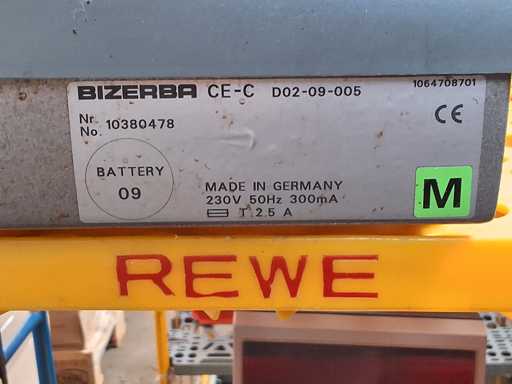 BIZERBA CE-C D02-09-005
1064708701
Nr.
No. 10380478
CE
BATTERY
09
MADE IN GERMANY
230V 50Hz 300mA
T 2.5 A
M
REWE